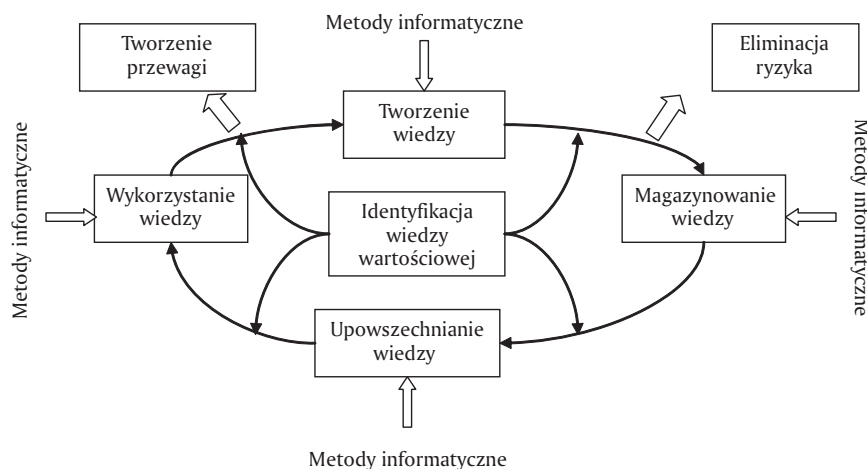 Metody informatyczne
Tworzenie
przewagi
Eliminacja
ryzyka
Tworzenie
wiedzy
Metody informatyczne
Wykorzystanie
wiedzy
Identyfikacja
wiedzy
wartościowej
Magazynowanie
wiedzy
Metody informatyczne
Upowszechnianie
wiedzy
Metody informatyczne